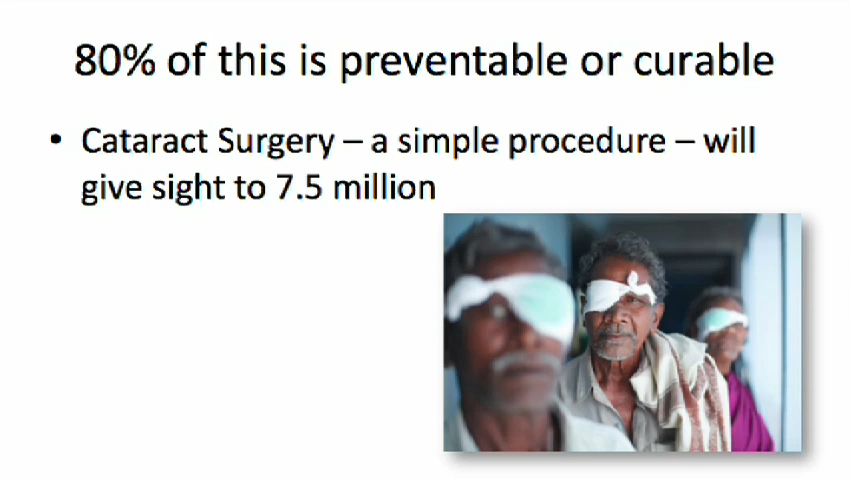 80% of this is preventable or curable
• Cataract Surgery – a simple procedure – will
give sight to 7.5 million